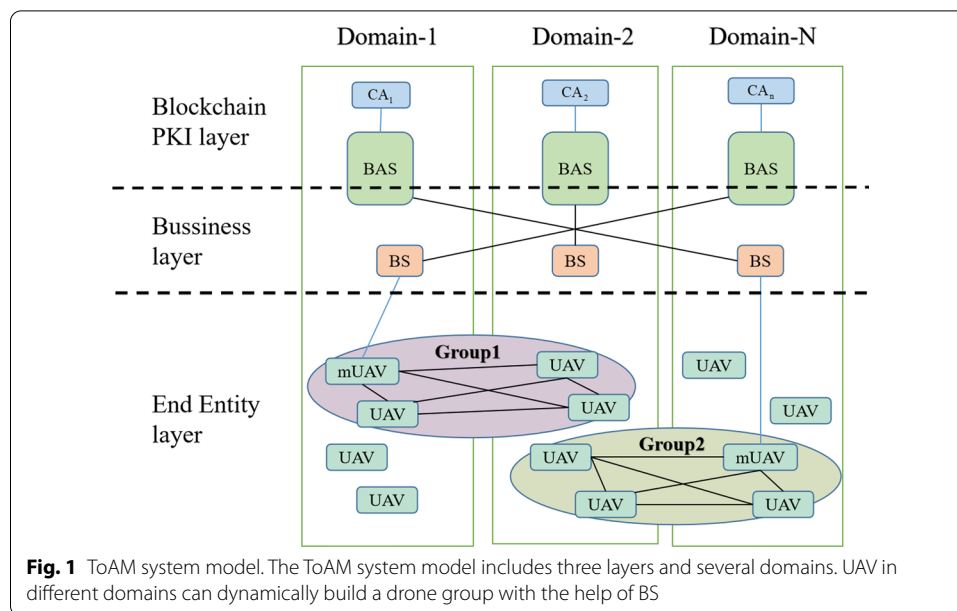 Domain-1 Domain-2 Domain-N
Blockchain
PKI layer
CA1 CA2 CAn
BAS BAS BAS
Bussiness
layer
BS BS BS
End Entity
layer
Group1
mUAV UAV
UAV UAV
UAV
UAV
UAV
UAV
Group2
UAV mUAV
UAV UAV
Fig. 1 ToAM system model. The ToAM system model includes three layers and several domains. UAV in
different domains can dynamically build a drone group with the help of BS